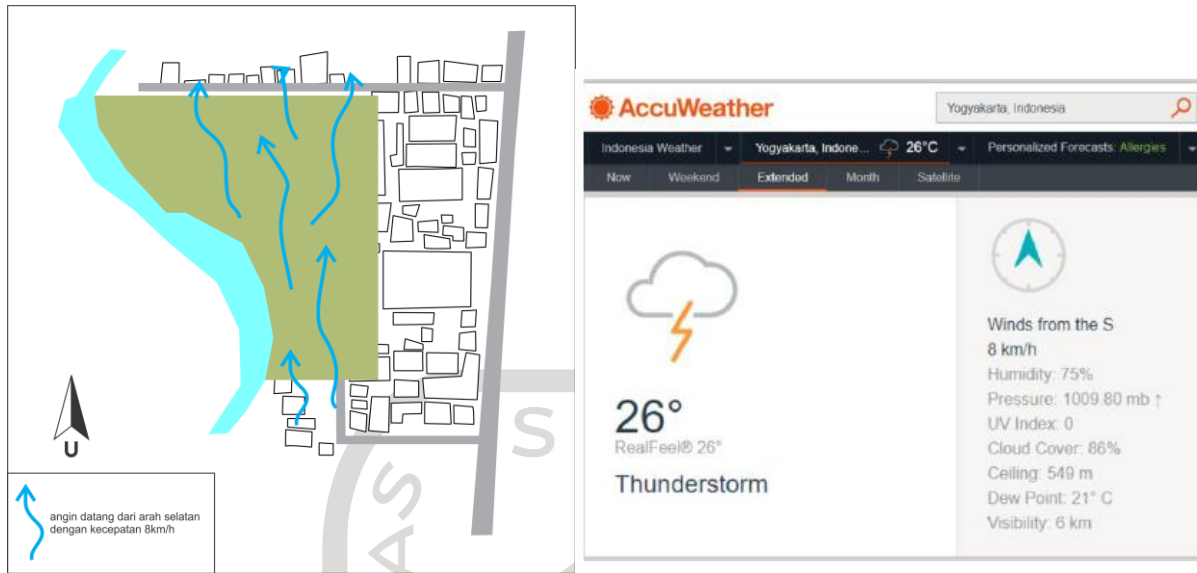 U
angin datang dari arah selatan
dengan kecepatan 8km/h
AS
S
AccuWeather
Yogyakarta, Indonesia
Indonesia Weather
Yogyakarta, Indone... 26°C
Personalized Forecasts: Allergies
Now Weekend Extended Month Satellite
26°
RealFeel® 26°
Thunderstorm
Winds from the S
8 km/h
Humidity: 75%
Pressure: 1009.80 mb ↑
UV Index: 0
Cloud Cover: 86%
Ceiling: 549 m
Dew Point: 21° C
Visibility: 6 km